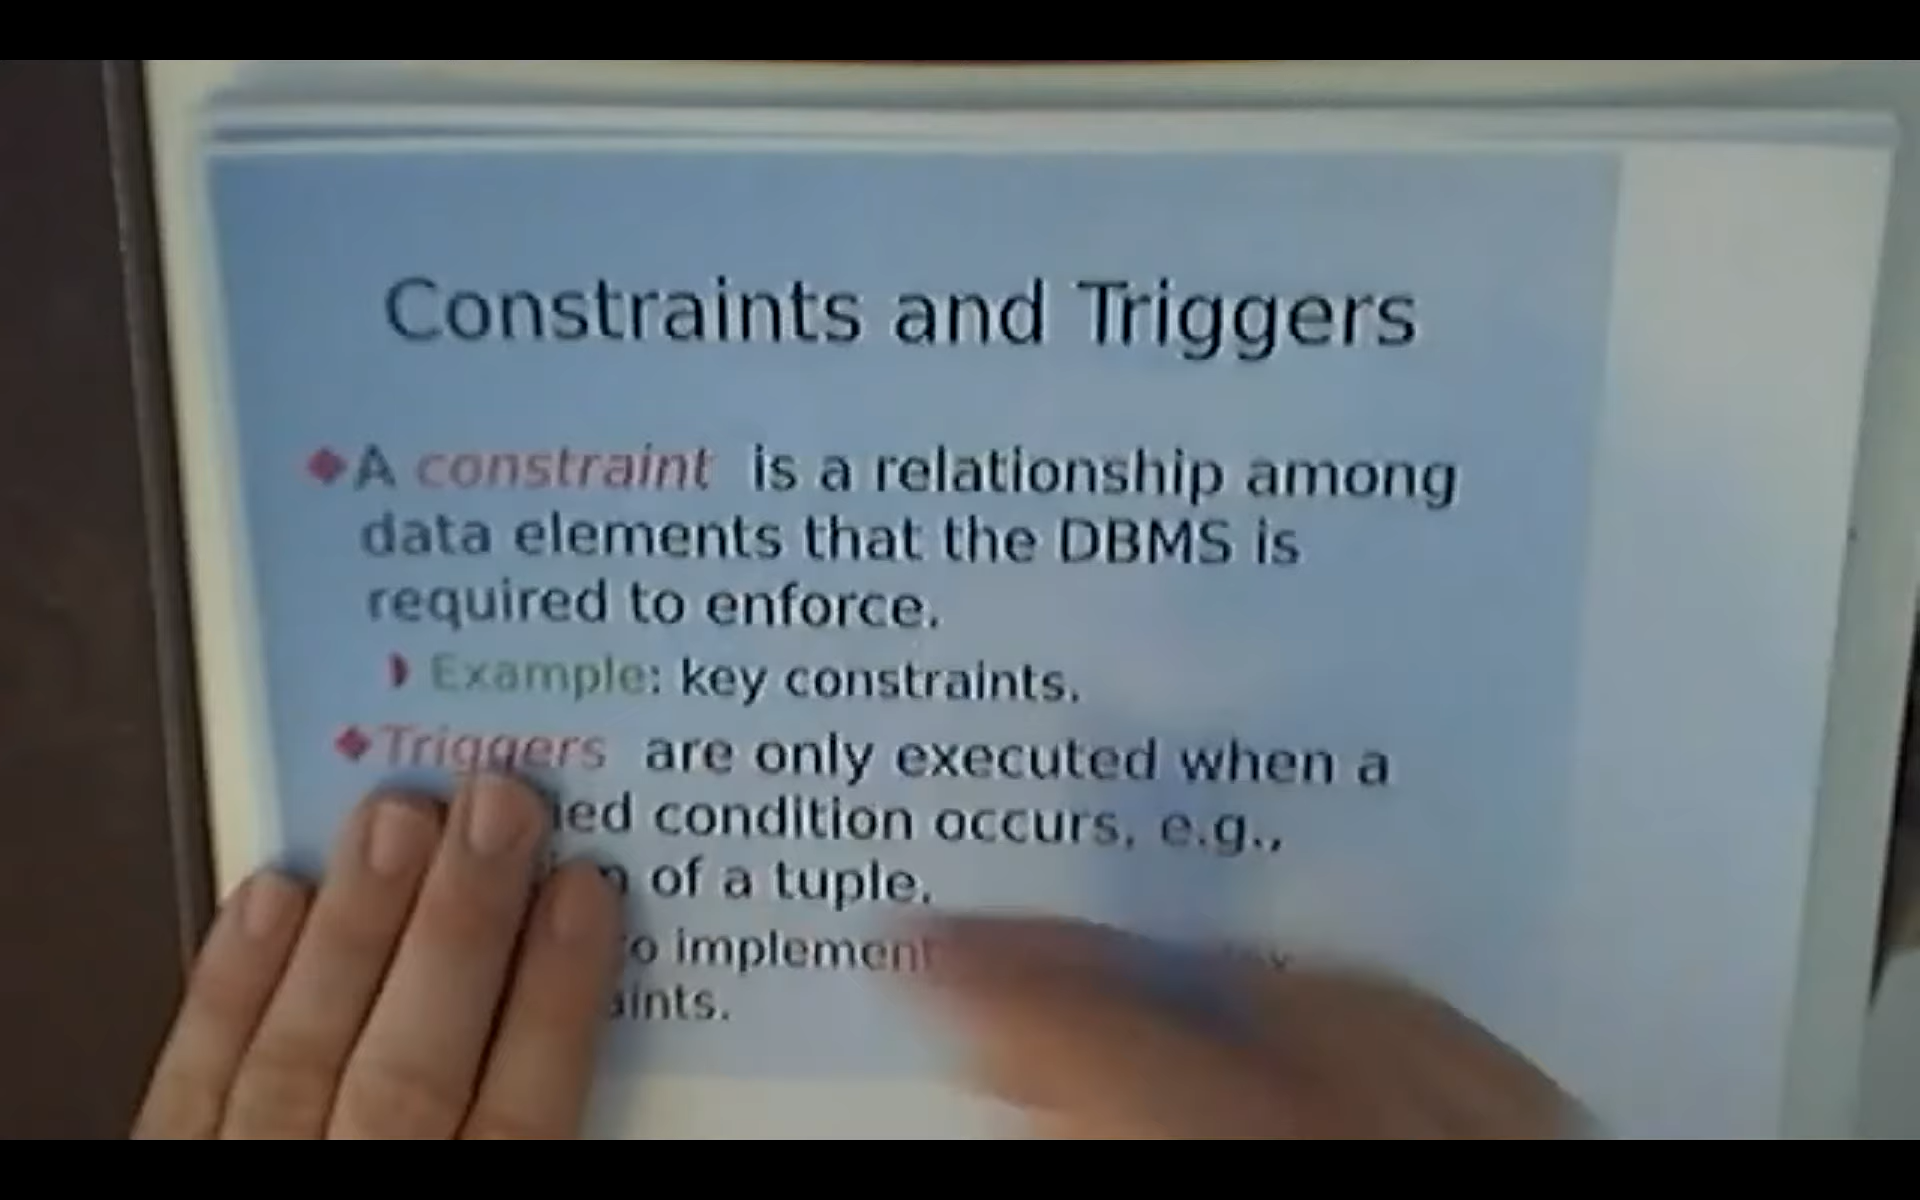 Constraints and Triggers
A constraint is a relationship among
data elements that the DBMS is
required to enforce.
Example: key constraints.
Triggers are only executed when a
condition occurs, e.g.,
of a tuple.
implement